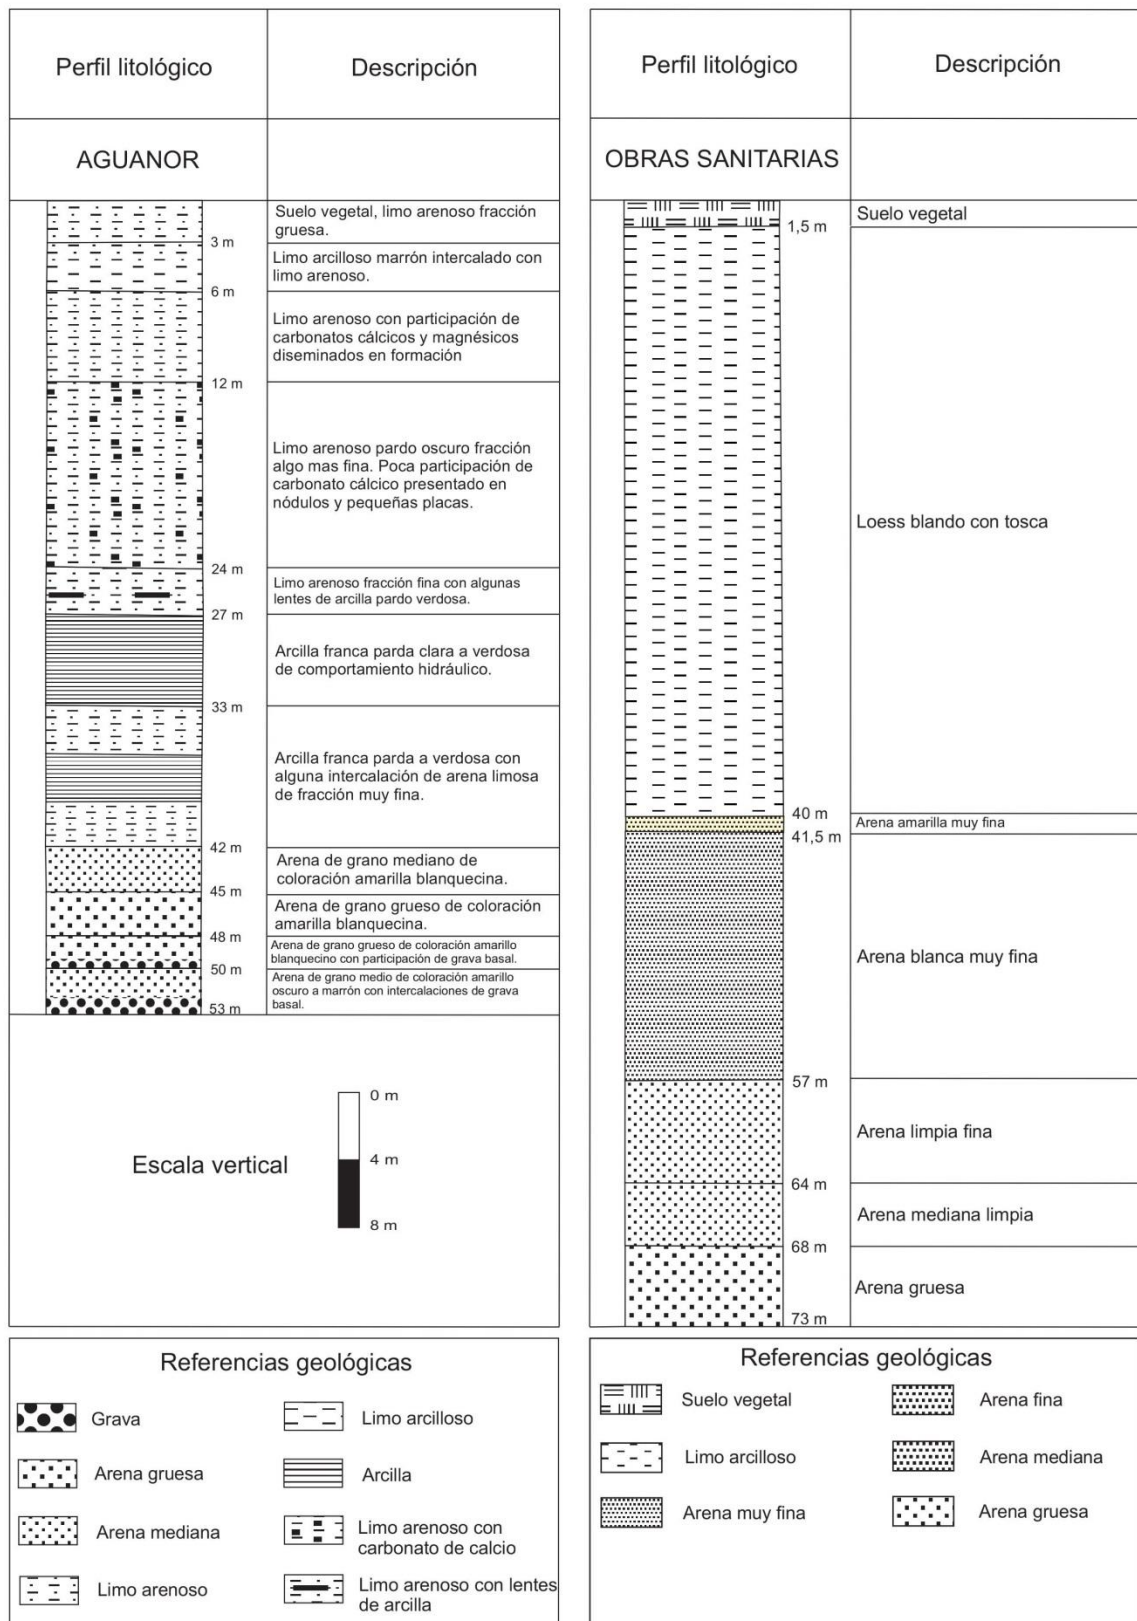 Perfil litológico
Descripción
AGUANOR
Suelo vegetal, limo arenoso fracción
gruesa.
3 m
Limo arcilloso marrón intercalado con
limo arenoso.
6 m
Limo arenoso con participación de
carbonatos cálcicos y magnésicos
diseminados en formación
12 m
Limo arenoso pardo oscuro fracción
algo mas fina. Poca participación de
carbonato cálcico presentado en
nódulos y pequeñas placas.
24 m
Limo arenoso fracción fina con algunas
lentes de arcilla pardo verdosa.
27 m
Arcilla franca parda clara a verdosa
de comportamiento hidráulico.
33 m
Arcilla franca parda a verdosa con
alguna intercalación de arena limosa
de fracción muy fina.
42 m
Arena de grano mediano de
coloración amarilla blanquecina.
45 m
Arena de grano grueso de coloración
amarilla blanquecina.
48 m
Arena de grano grueso de coloración amarillo
blanquecino con participación de grava basal.
50 m
Arena de grano medio de coloración amarillo
oscuro a marrón con intercalaciones de grava
basal.
53 m
Escala vertical
0 m
4 m
8 m
Referencias geológicas
Grava
Limo arcilloso
Arena gruesa
Arcilla
Arena mediana
Limo arenoso con
carbonato de calcio
Limo arenoso
Limo arenoso con lentes
de arcilla
Perfil litológico
Descripción
OBRAS SANITARIAS
Suelo vegetal
1,5 m
Loess blando con tosca
40 m
Arena amarilla muy fina
41,5 m
Arena blanca muy fina
57 m
Arena limpia fina
64 m
Arena mediana limpia
68 m
Arena gruesa
73 m
Referencias geológicas
Suelo vegetal
Arena fina
Limo arcilloso
Arena mediana
Arena muy fina
Arena gruesa